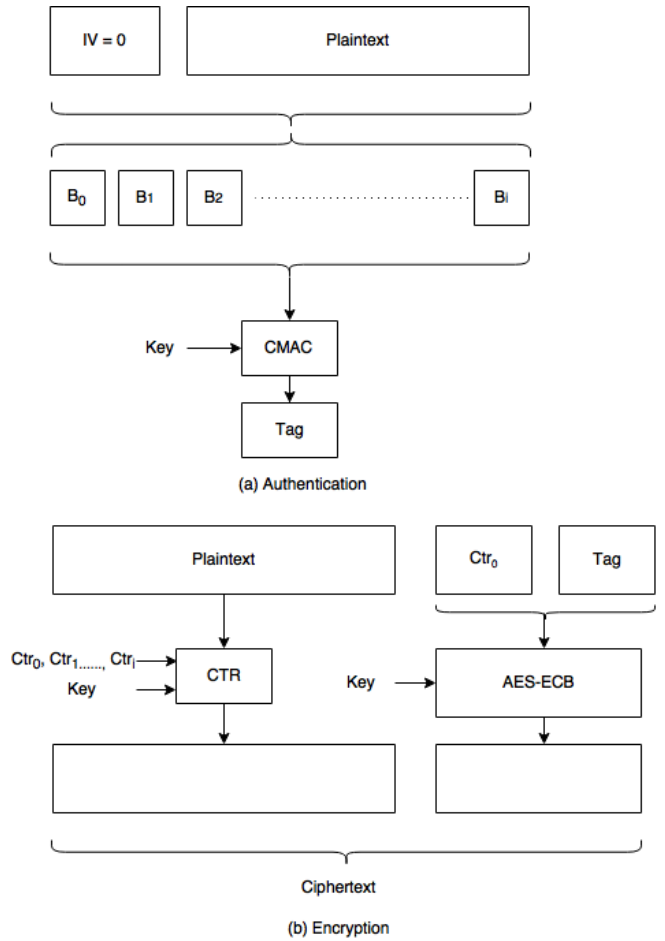 IV = 0 Plaintext
B0 B1 B2 Bi
Key CMAC
Tag
(a) Authentication
Plaintext Ctr0 Tag
Ctr0, Ctr1......, Ctri CTR
Key Key AES-ECB
Ciphertext
(b) Encryption